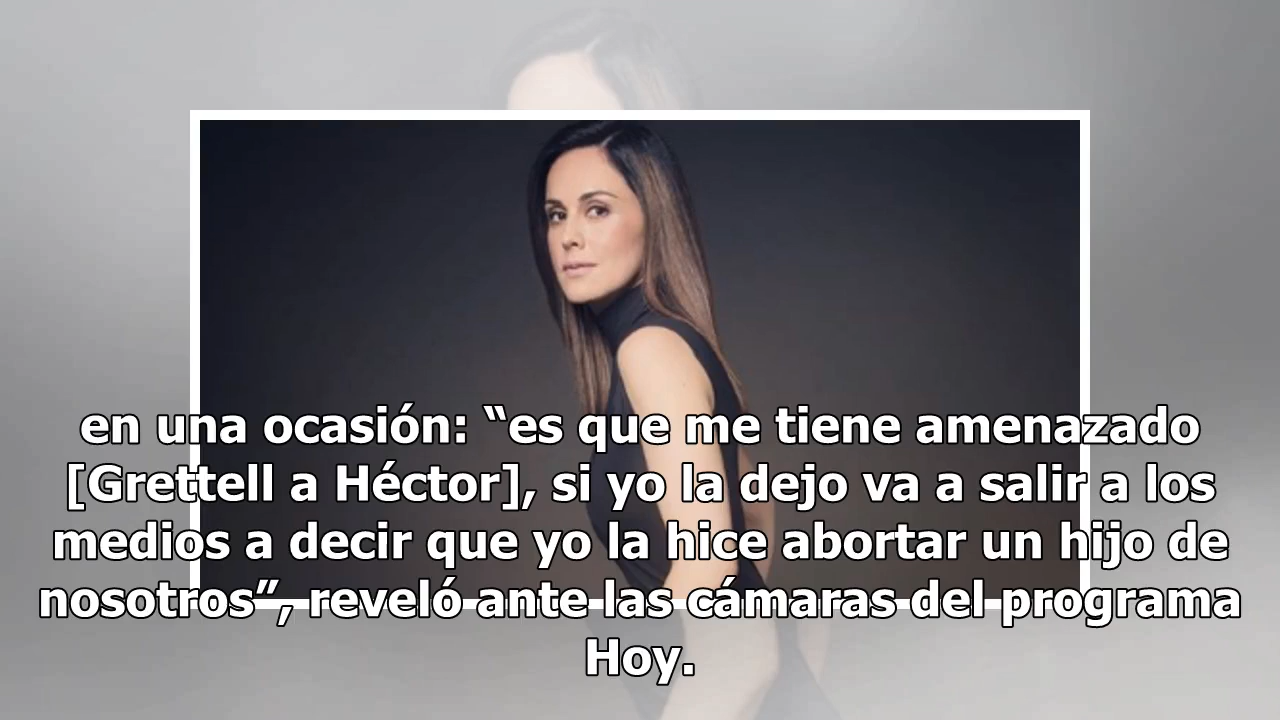 en una ocasión: “es que me tiene amenazado
[Grettell a Héctor], si yo la dejo va a salir a los
medios a decir que yo la hice abortar un hijo de
nosotros”, reveló ante las cámaras del programa
Hoy.